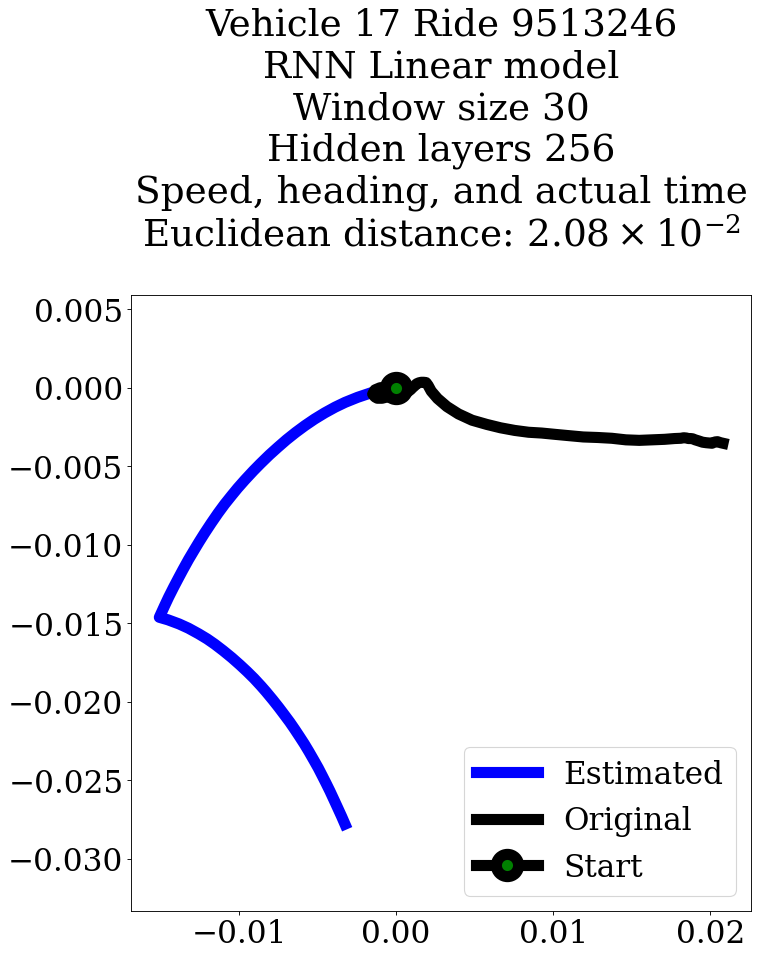 Vehicle 17 Ride 9513246
RNN Linear model
Window size 30
Hidden layers 256
Speed, heading, and actual time
Euclidean distance: 2.08 × 10⁻²
0.005
0.000
−0.005
−0.010
−0.015
−0.020
−0.025
−0.030
Estimated
Original
Start
−0.01 0.00 0.01 0.02